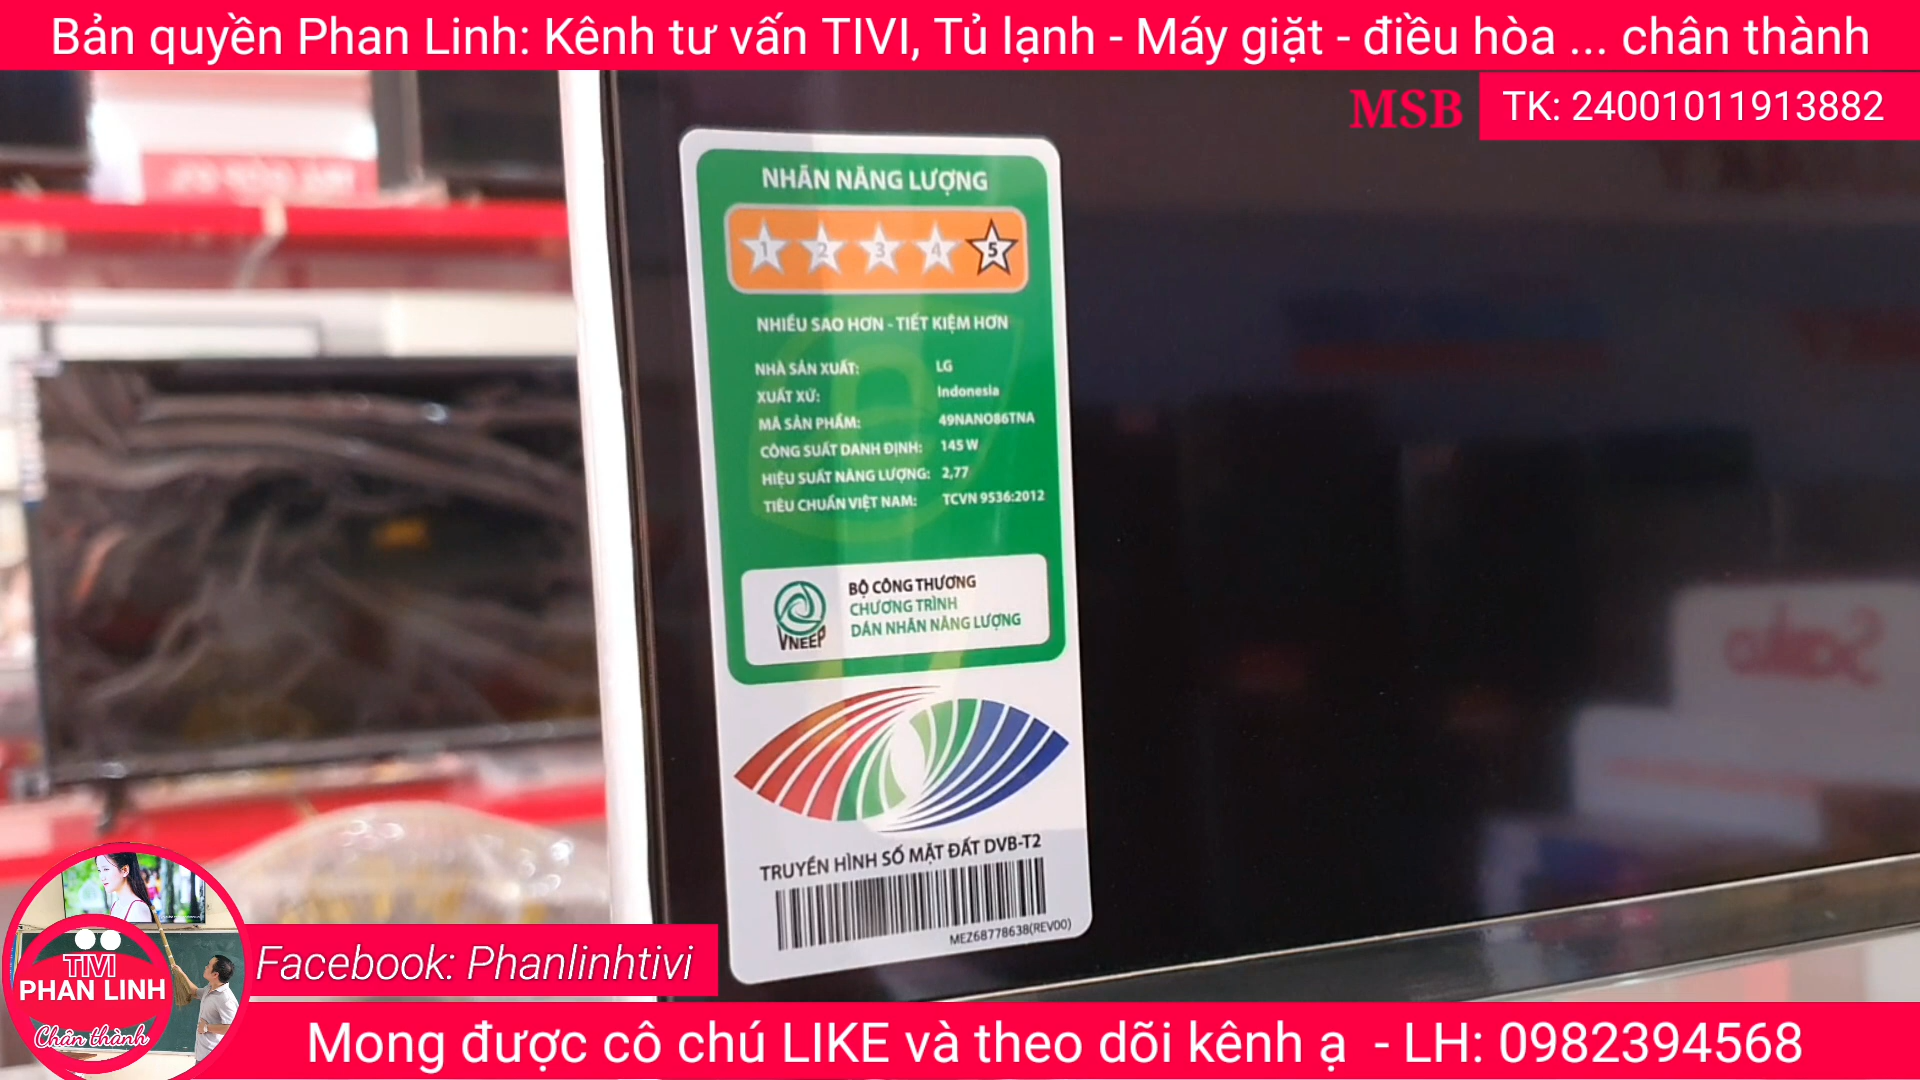 Bản quyền Phan Linh: Kênh tư vấn TIVI, Tủ lạnh - Máy giặt - điều hòa ... chân thành
MSB TK: 24001011913882
NHÃN NĂNG LƯỢNG
1 2 3 4 5
NHIỀU SAO HƠN - TIẾT KIỆM HƠN
NHÀ SẢN XUẤT: LG
XUẤT XỨ: Indonesia
MÃ SẢN PHẨM: 49NANO86TNA
CÔNG SUẤT DANH ĐỊNH: 145 W
HIỆU SUẤT NĂNG LƯỢNG: 2,77
TIÊU CHUẨN VIỆT NAM: TCVN 9536:2012
VNEEP
BỘ CÔNG THƯƠNG
CHƯƠNG TRÌNH
DÁN NHÃN NĂNG LƯỢNG
TRUYỀN HÌNH SỐ MẶT ĐẤT DVB-T2
MEZ68778638(REV00)
TIVI
PHAN LINH
Chân thành
Facebook: Phanlinhtivi
Mong được cô chú LIKE và theo dõi kênh ạ - LH: 0982394568